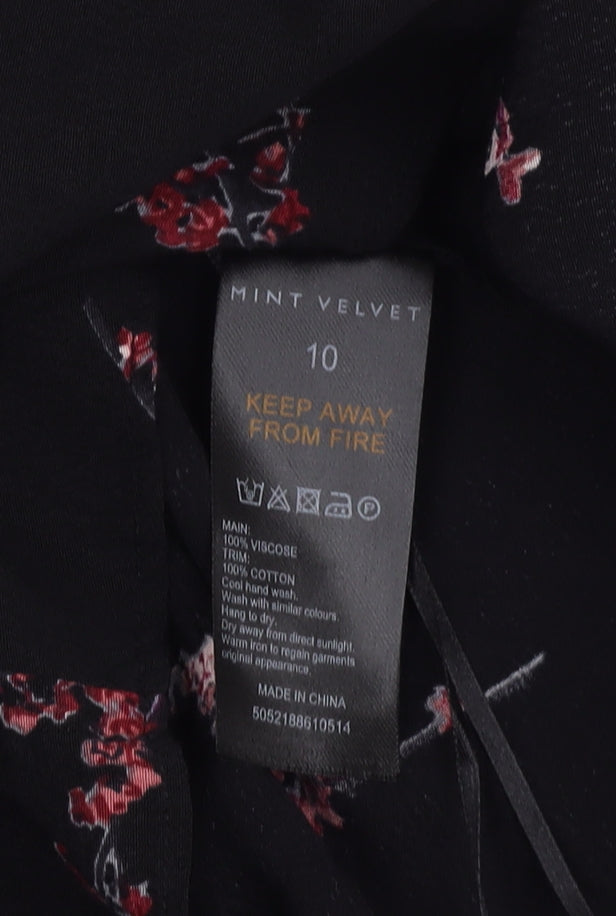 MINT VELVET
10
KEEP AWAY
FROM FIRE
P
MAIN:
100% VISCOSE
TRIM:
100% COTTON
Cool hand wash.
Wash with similar colours.
Hang to dry.
Dry away from direct sunlight.
Warm iron to regain garments
original appearance.
MADE IN CHINA
5052188610514